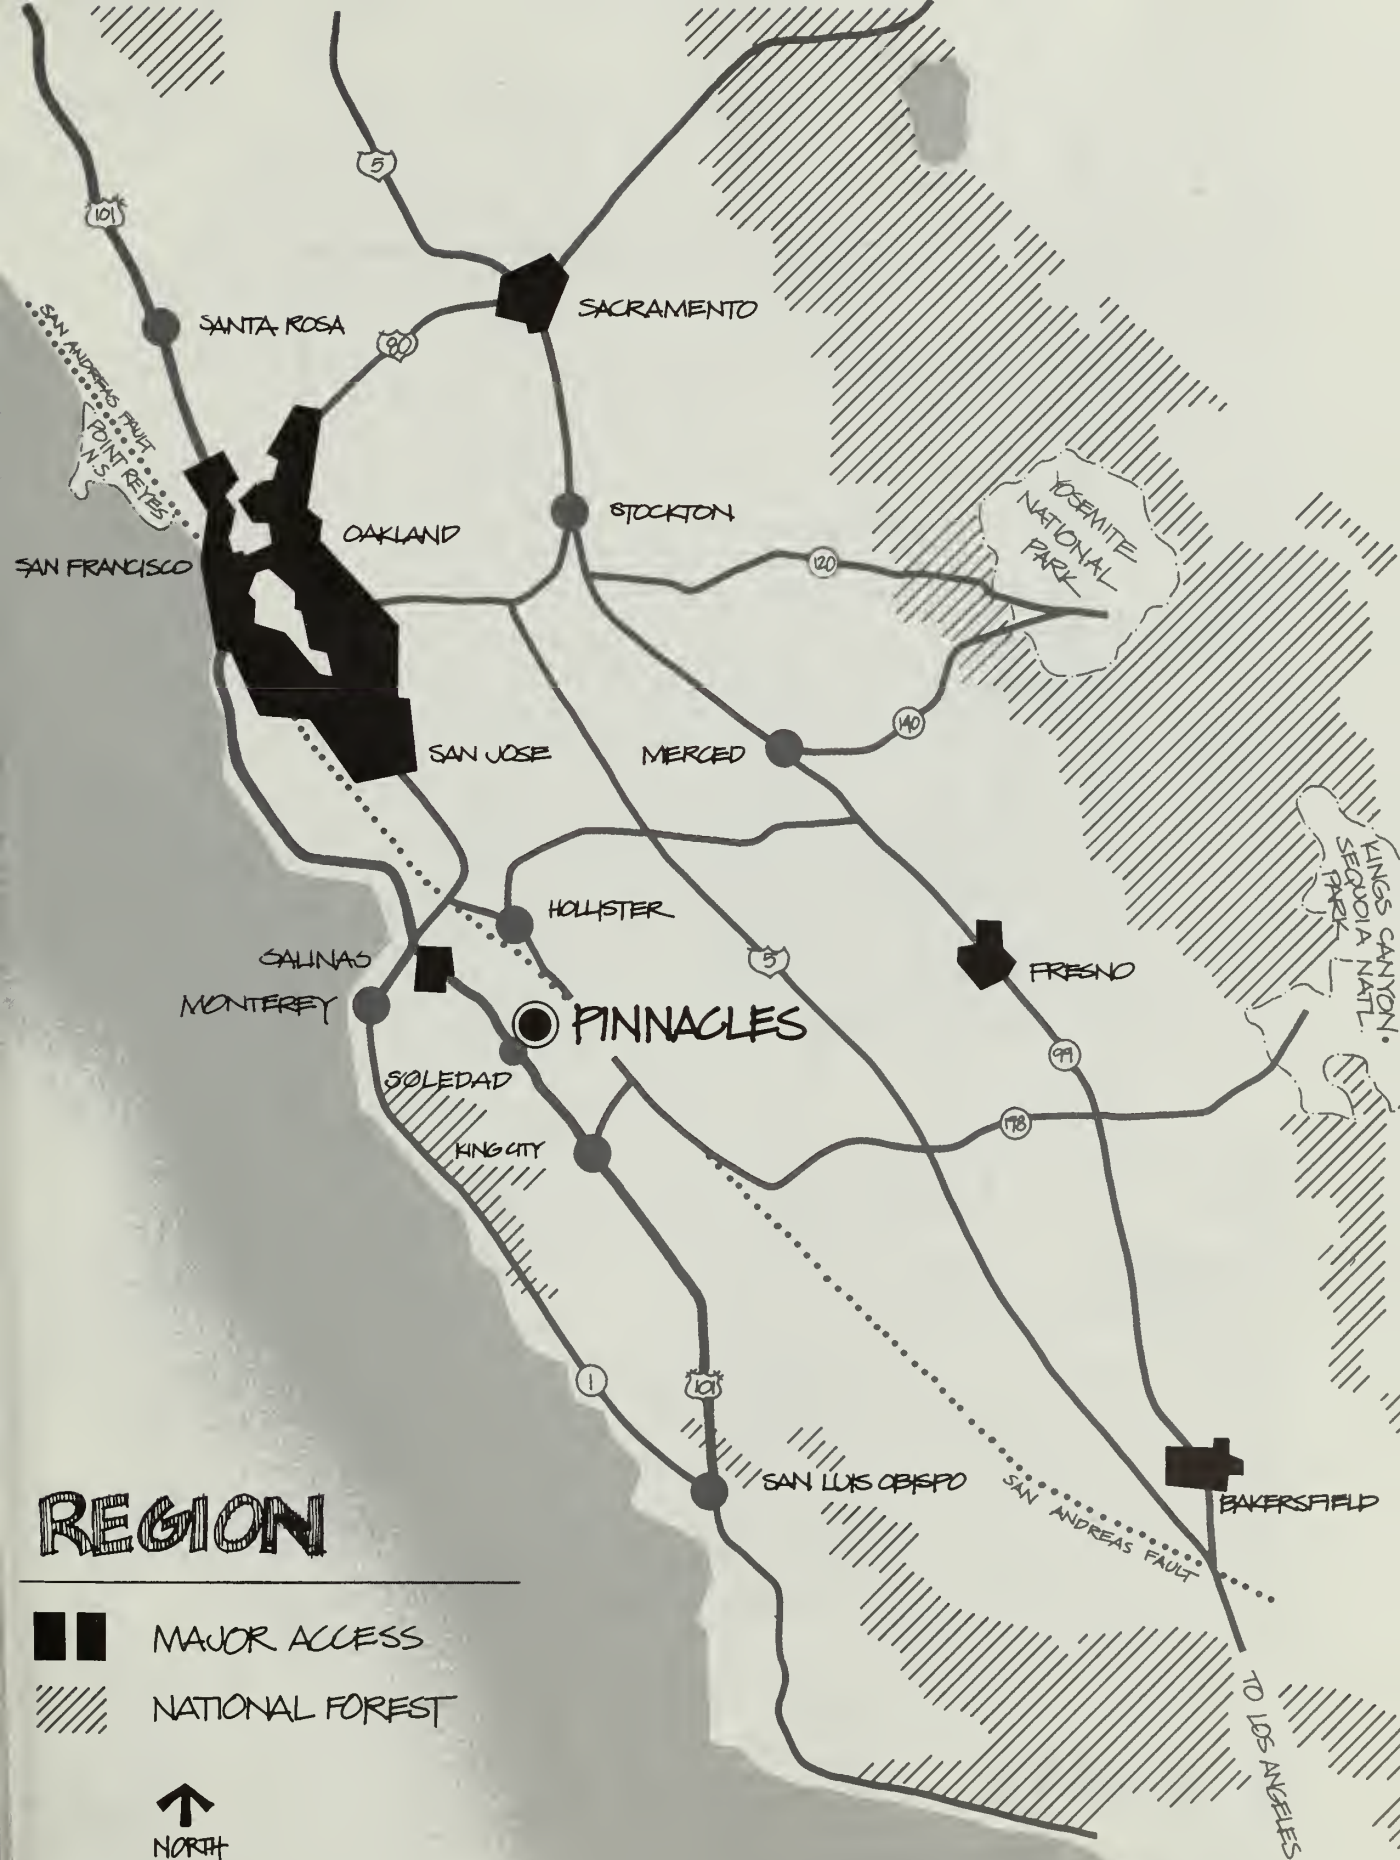 5
101
SANTA ROSA
SACRAMENTO
80
SAN ANDREAS FAULT
POINT REYES
N.S.
STOCKTON
OAKLAND
SAN FRANCISCO
YOSEMITE
NATIONAL
PARK
120
140
SAN JOSE
MERCED
KINGS CANYON
SEQUOIA NATL.
PARK
HOLLISTER
SALINAS
5
FRESNO
MONTEREY
PINNACLES
99
SOLEDAD
198
KING CITY
1
101
SAN LUIS OBISPO
SAN ANDREAS FAULT
BAKERSFIELD
REGION
MAJOR ACCESS
NATIONAL FOREST
TO LOS ANGELES
NORTH